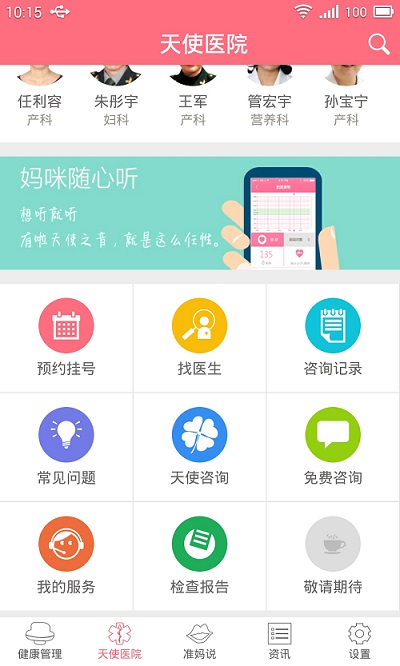 10:15 100
天使医院
任利容 朱彤宇 王军 管宏宇 孙宝宁
产科 妇科 产科 营养科 产科
妈咪随心听
想听就听
有啦天使之音，就是这么任性。
135
预约挂号 找医生 咨询记录
常见问题 天使咨询 免费咨询
我的服务 检查报告 敬请期待
健康管理 天使医院 准妈说 资讯 设置